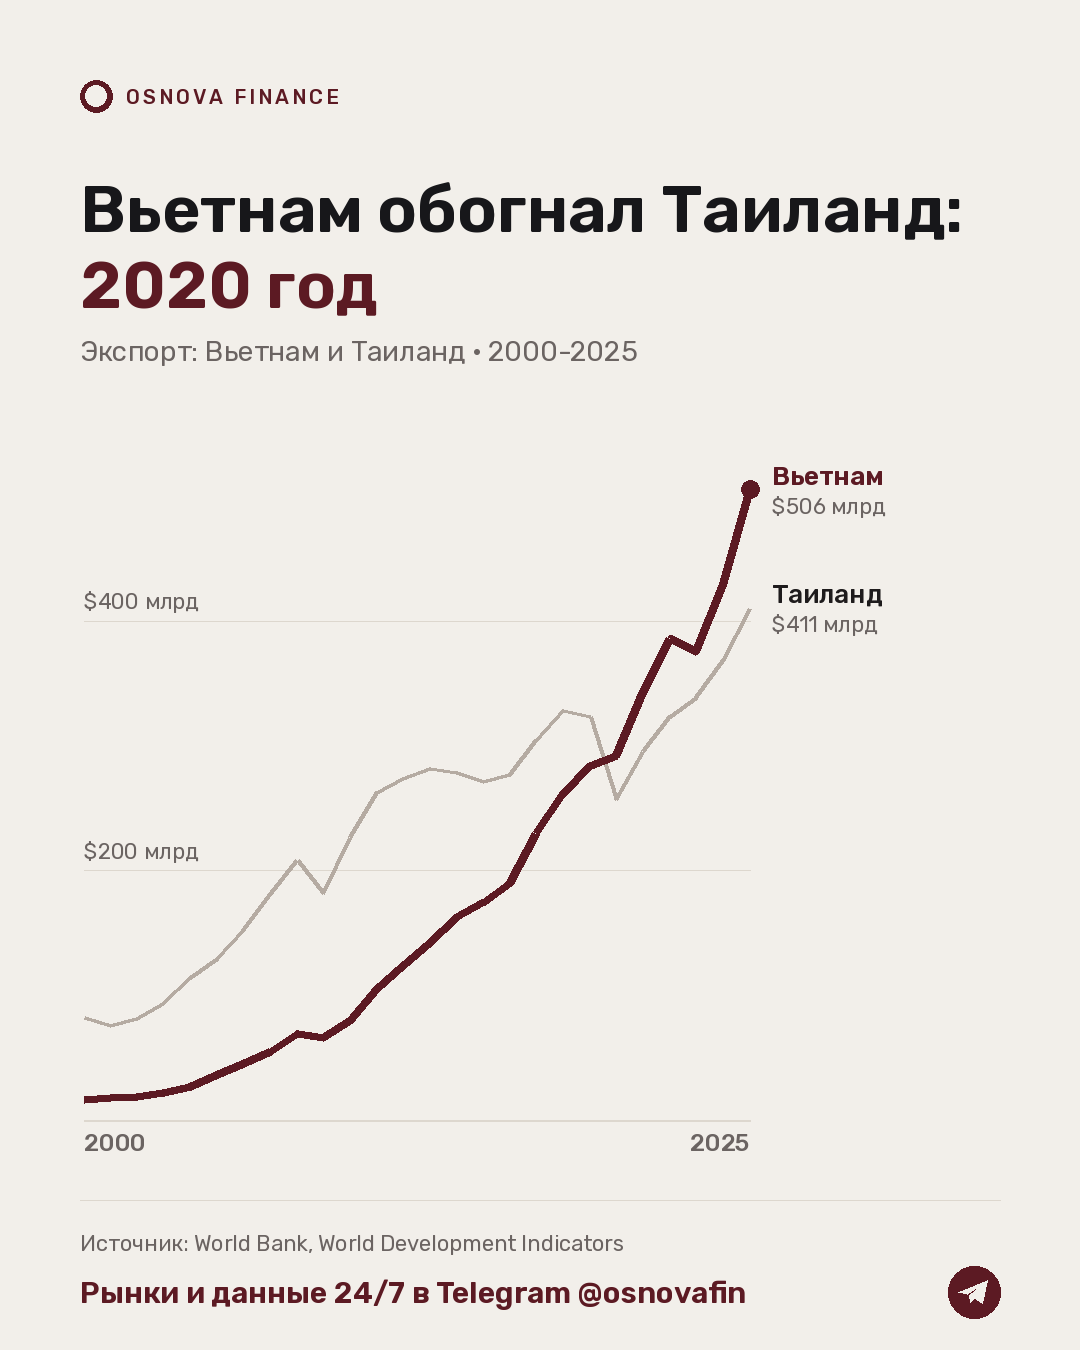 OSNOVA FINANCE
Вьетнам обогнал Таиланд:
2020 год
Экспорт: Вьетнам и Таиланд • 2000–2025
Вьетнам
$506 млрд
Таиланд
$411 млрд
$400 млрд
$200 млрд
2000
2025
Источник: World Bank, World Development Indicators
Рынки и данные 24/7 в Telegram @osnovafin